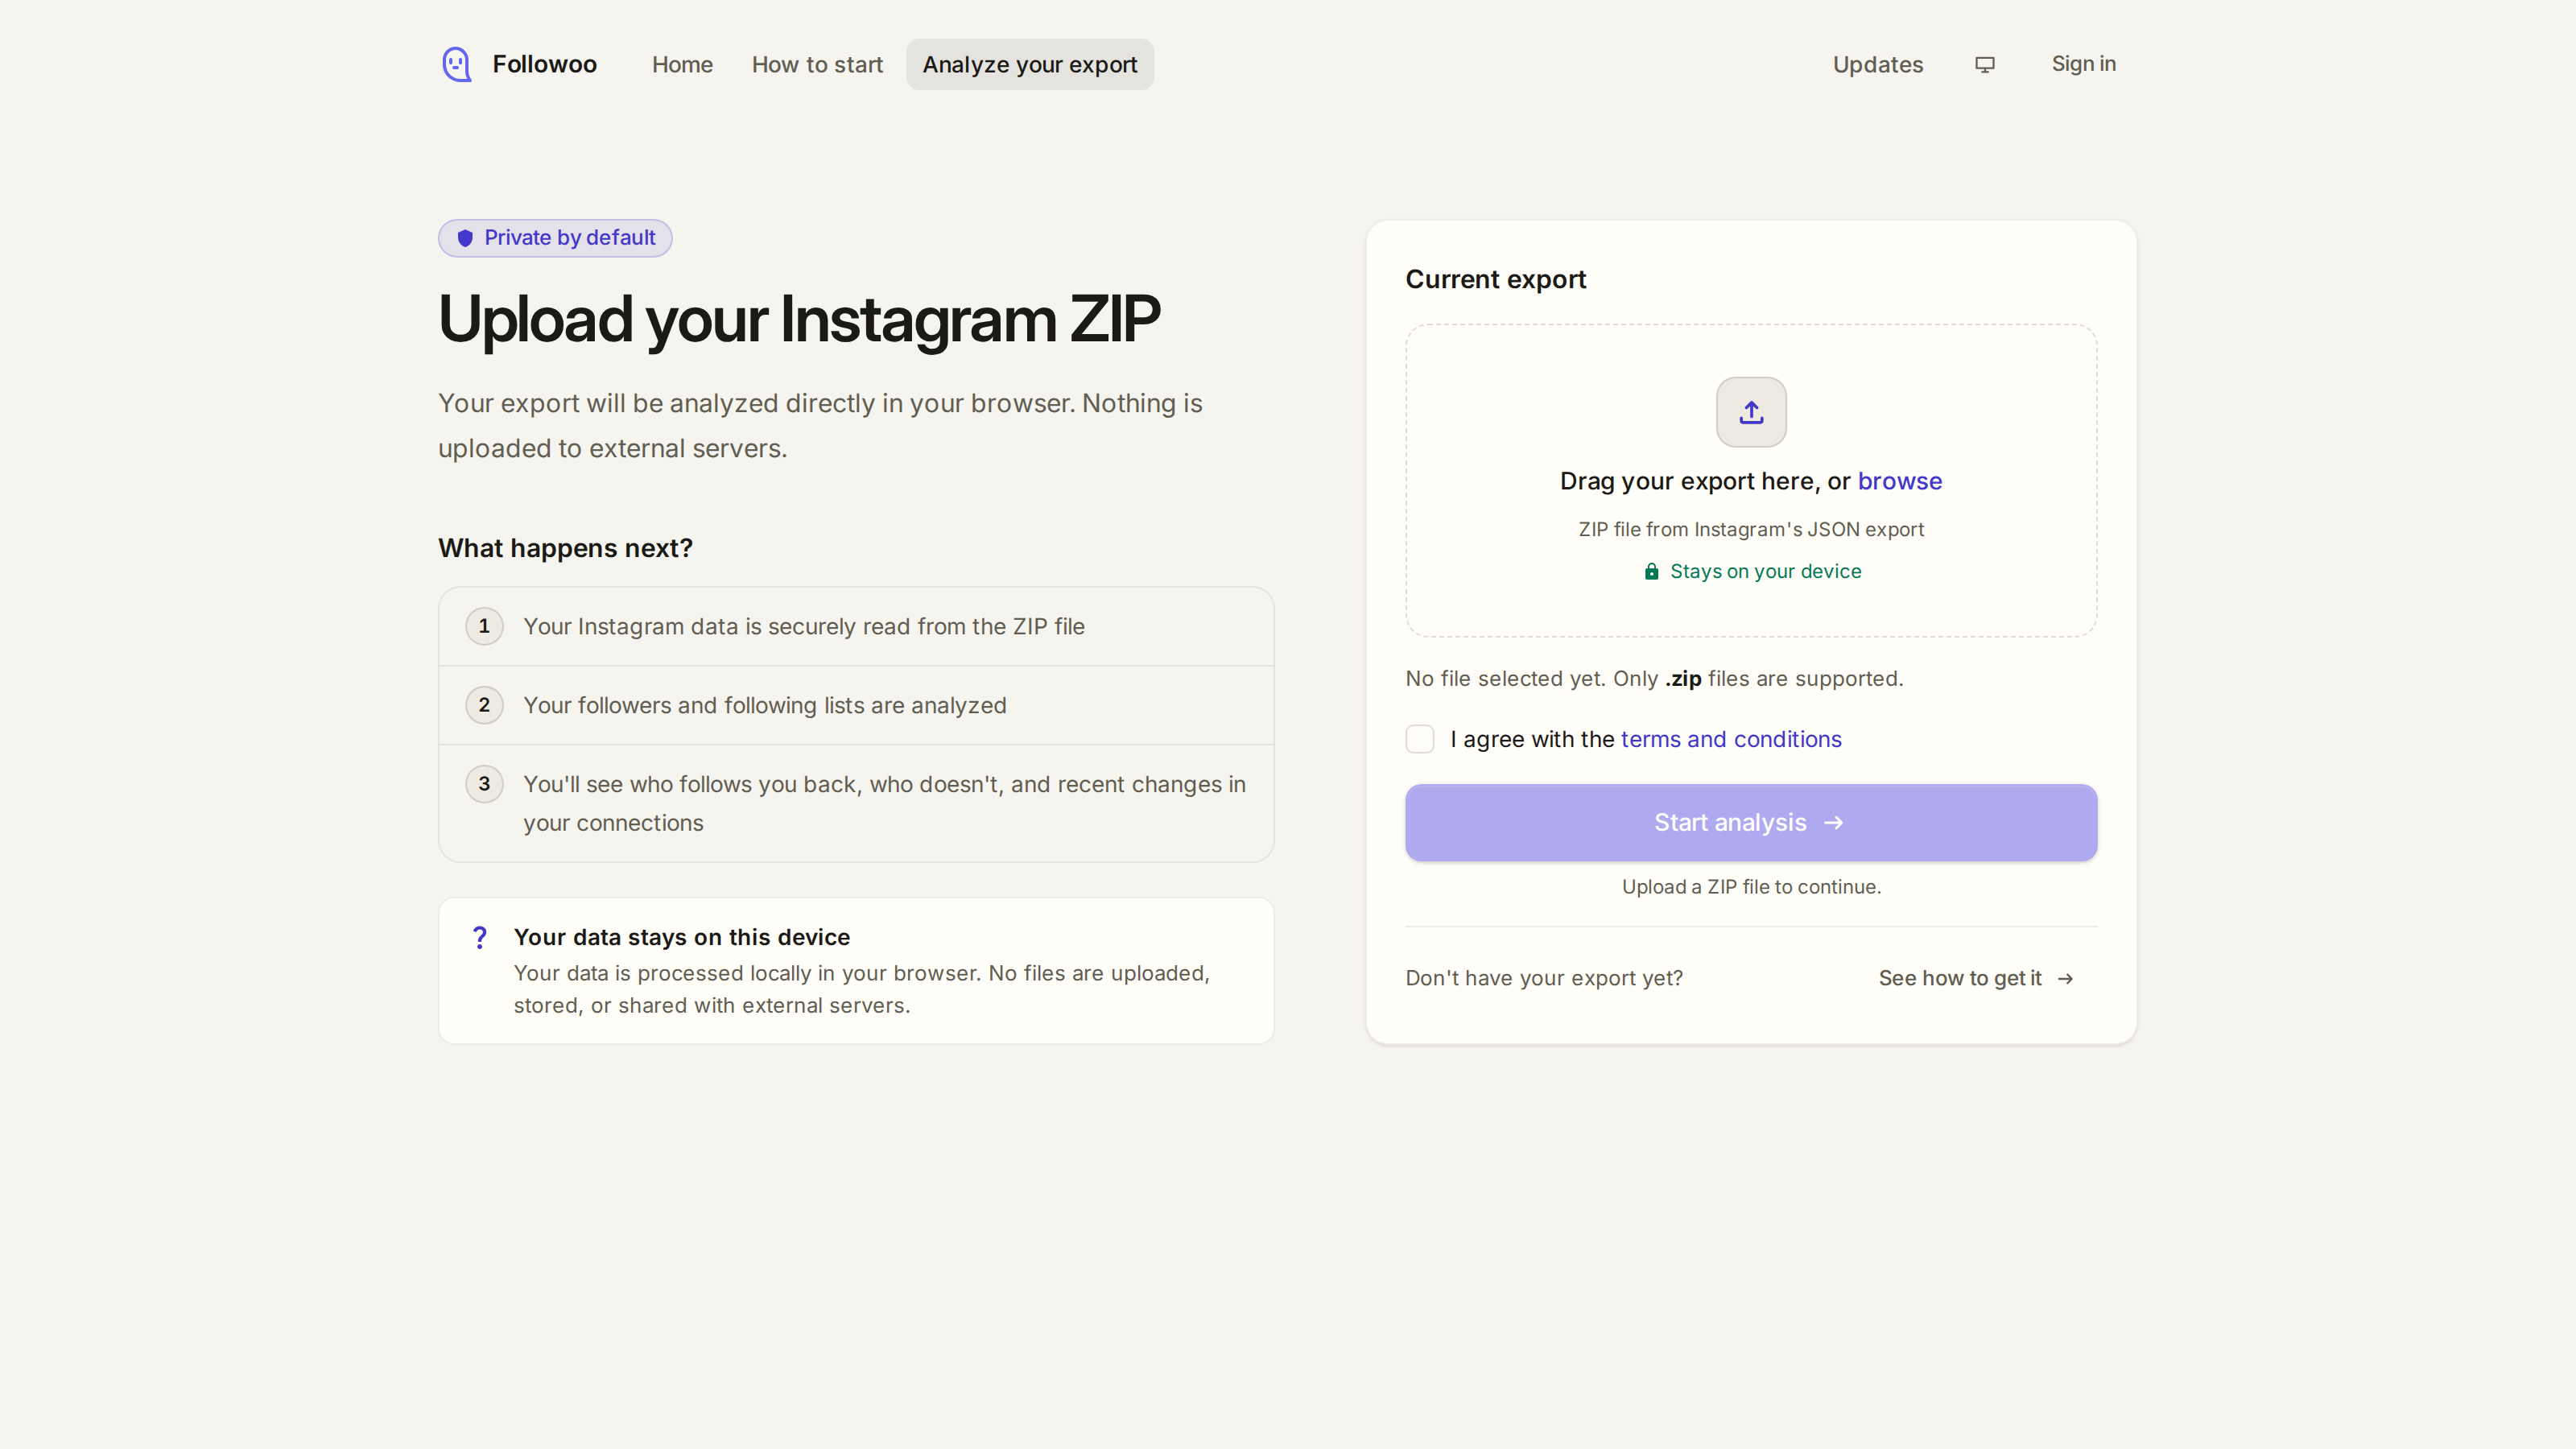 Followoo
Home
How to start
Analyze your export
Updates
Sign in
Private by default
Upload your Instagram ZIP
Your export will be analyzed directly in your browser. Nothing is
uploaded to external servers.
What happens next?
1 Your Instagram data is securely read from the ZIP file
2 Your followers and following lists are analyzed
3 You'll see who follows you back, who doesn't, and recent changes in
your connections
? Your data stays on this device
Your data is processed locally in your browser. No files are uploaded,
stored, or shared with external servers.
Current export
Drag your export here, or browse
ZIP file from Instagram's JSON export
Stays on your device
No file selected yet. Only .zip files are supported.
I agree with the terms and conditions
Start analysis →
Upload a ZIP file to continue.
Don't have your export yet?
See how to get it →